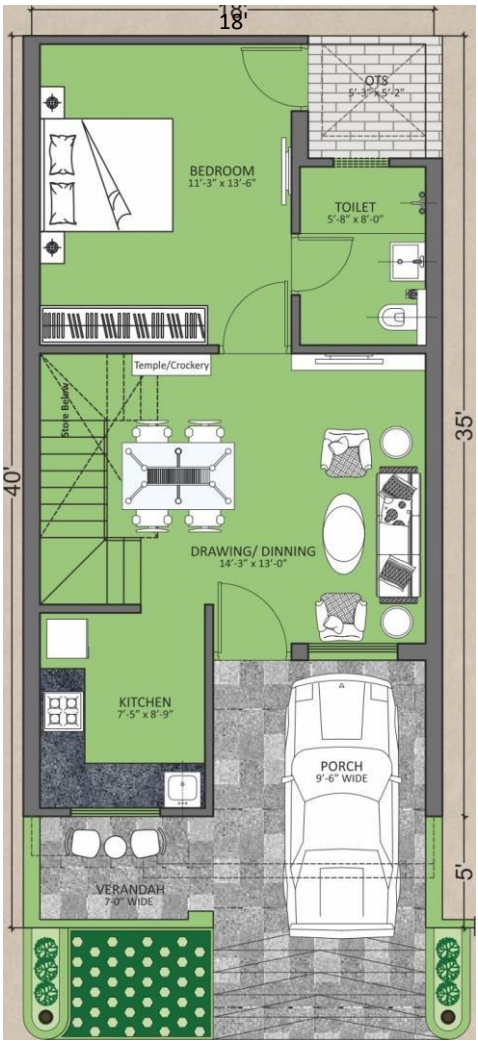 18'
18'
OTS
5'-3" x 5'-2"
BEDROOM
11'-3" x 13'-6"
TOILET
5'-8" x 8'-0"
Temple/Crockery
Store Below
40'
35'
DRAWING/ DINNING
14'-3" x 13'-0"
KITCHEN
7'-5" x 8'-9"
PORCH
9'-6" WIDE
VERANDAH
7-0" WIDE
5'